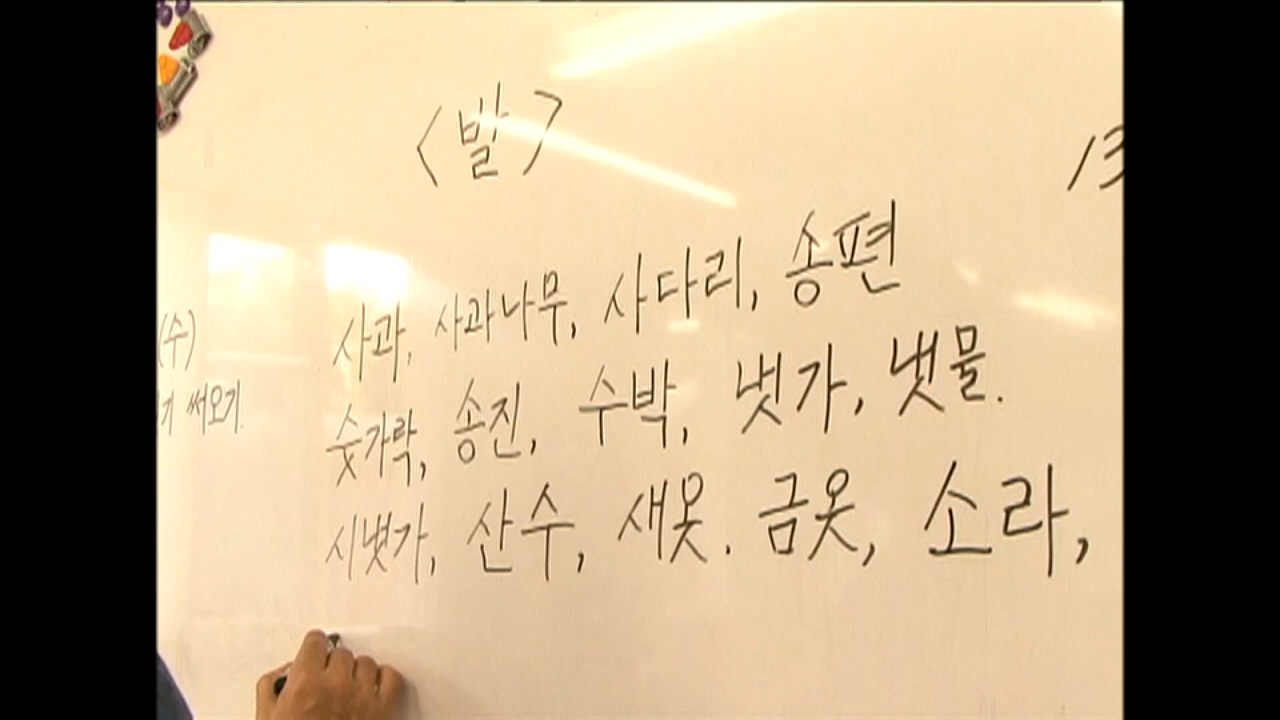 <발>
13
사과, 사과나무, 사다리, 송편
(수)
숫가락, 송진, 수박, 냇가, 냇물.
기 써오기.
시냇가, 산수, 새옷. 금옷, 소라,